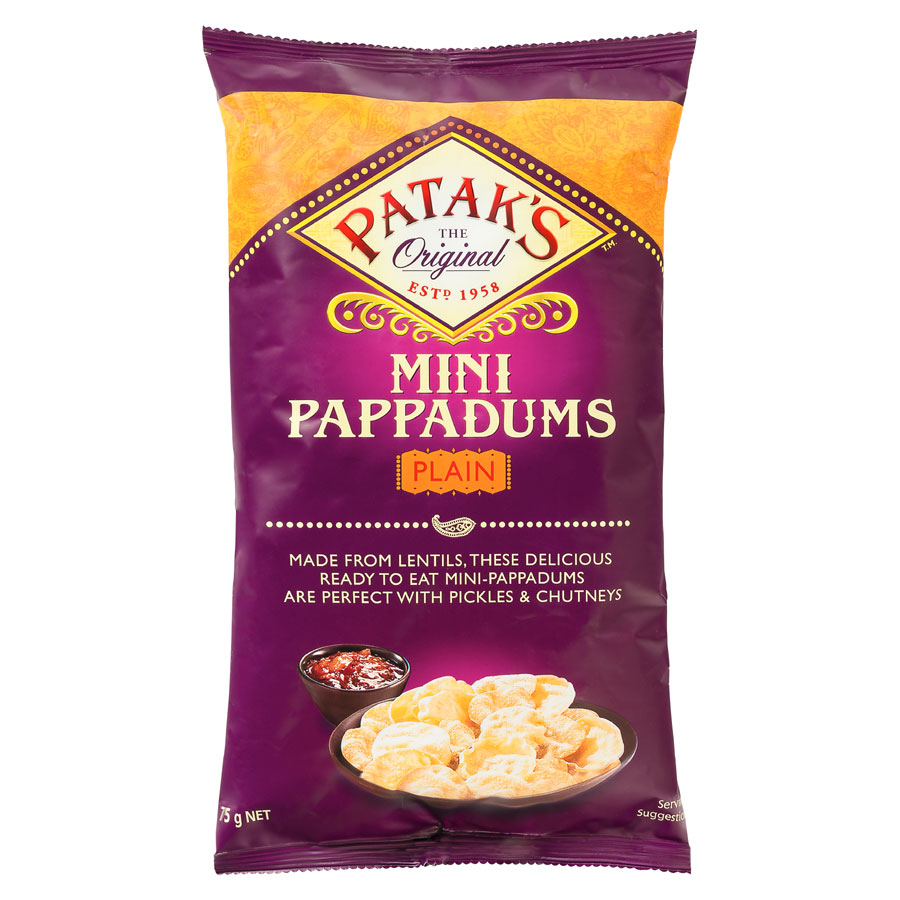 PATAK'S
THE
Original
ESTD 1958
T.M.
MINI
PAPPADUMS
PLAIN
MADE FROM LENTILS, THESE DELICIOUS
READY TO EAT MINI-PAPPADUMS
ARE PERFECT WITH PICKLES & CHUTNEYS
75 g NET